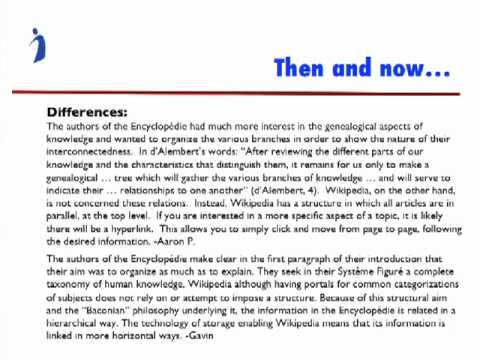 Then and now...
Differences:
The authors of the Encyclopédie had much more interest in the genealogical aspects of
knowledge and wanted to organize the various branches in order to show the nature of their
interconnectedness. In d'Alembert's words: "After reviewing the different parts of our
knowledge and the characteristics that distinguish them, it remains for us only to make a
genealogical ... tree which will gather the various branches of knowledge ... and will serve to
indicate their ... relationships to one another" (d'Alembert, 4). Wikipedia, on the other hand,
is not concerned these relations. Instead, Wikipedia has a structure in which all articles are in
parallel, at the top level. If you are interested in a more specific aspect of a topic, it is likely
there will be a hyperlink. This allows you to simply click and move from page to page, following
the desired information. -Aaron P.
The authors of the Encyclopédie make clear in the first paragraph of their introduction that
their aim was to organize as much as to explain. They seek in their Système Figuré a complete
taxonomy of human knowledge. Wikipedia although having portals for common categorizations
of subjects does not rely on or attempt to impose a structure. Because of this structural aim
and the "Baconian" philosophy underlying it, the information in the Encyclopédie is related in a
hierarchical way. The technology of storage enabling Wikipedia means that its information is
linked in more horizontal ways. -Gavin